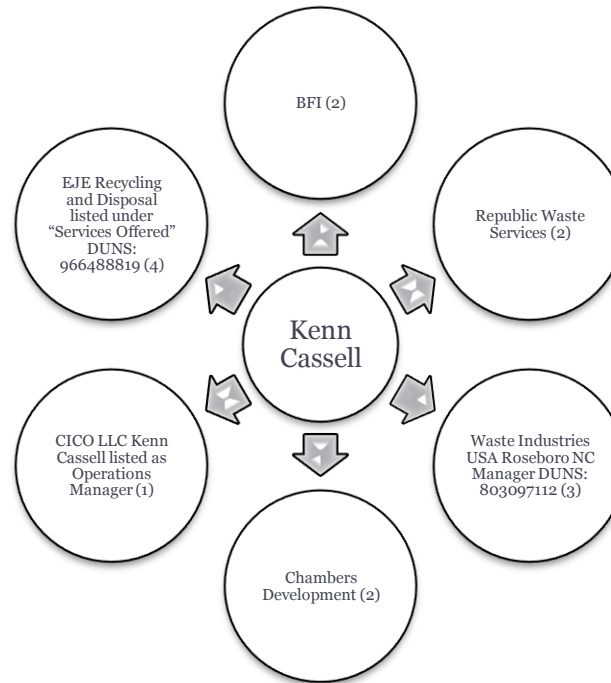 BFI (2)
EJE Recycling
and Disposal
listed under
“Services Offered”
DUNS:
966488819 (4)
Republic Waste
Services (2)
Kenn
Cassell
CICO LLC Kenn
Cassell listed as
Operations
Manager (1)
Waste Industries
USA Roseboro NC
Manager DUNS:
803097112 (3)
Chambers
Development (2)